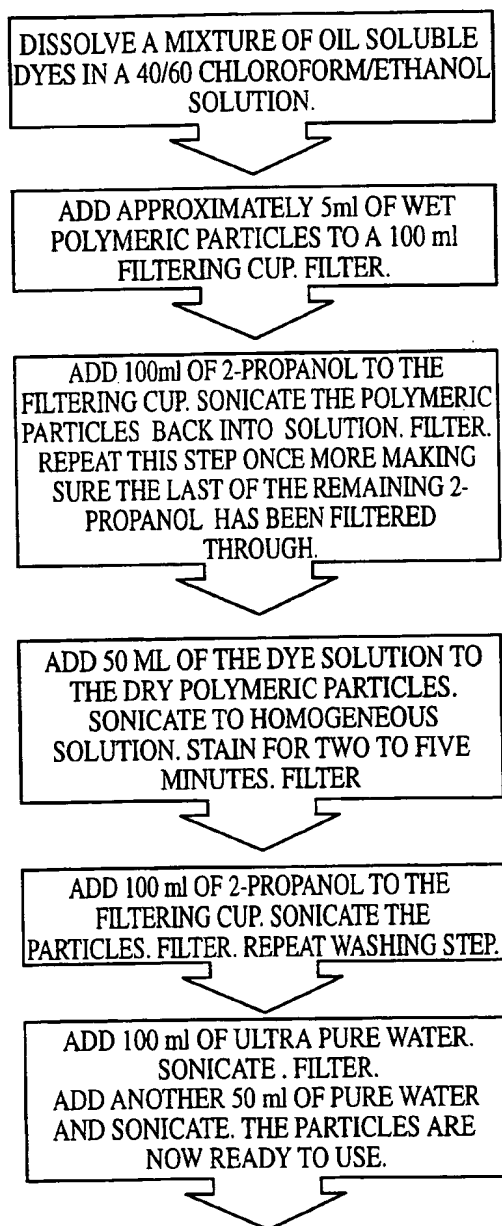 DISSOLVE A MIXTURE OF OIL SOLUBLE
DYES IN A 40/60 CHLOROFORM/ETHANOL
SOLUTION.
ADD APPROXIMATELY 5ml OF WET
POLYMERIC PARTICLES TO A 100 ml
FILTERING CUP. FILTER.
ADD 100ml OF 2-PROPANOL TO THE
FILTERING CUP. SONICATE THE POLYMERIC
PARTICLES BACK INTO SOLUTION. FILTER.
REPEAT THIS STEP ONCE MORE MAKING
SURE THE LAST OF THE REMAINING 2-
PROPANOL HAS BEEN FILTERED
THROUGH.
ADD 50 ML OF THE DYE SOLUTION TO
THE DRY POLYMERIC PARTICLES.
SONICATE TO HOMOGENEOUS
SOLUTION. STAIN FOR TWO TO FIVE
MINUTES. FILTER
ADD 100 ml OF 2-PROPANOL TO THE
FILTERING CUP. SONICATE THE
PARTICLES. FILTER. REPEAT WASHING STEP.
ADD 100 ml OF ULTRA PURE WATER.
SONICATE . FILTER.
ADD ANOTHER 50 ml OF PURE WATER
AND SONICATE. THE PARTICLES ARE
NOW READY TO USE.